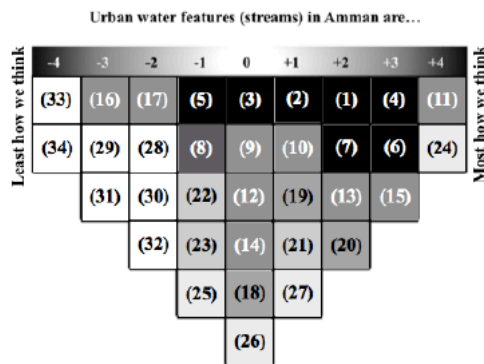 Urban water features (streams) in Amman are…
Least how we think
-4 -3 -2 -1 0 +1 +2 +3 +4
Most how we think
(33) (16) (17) (5) (3) (2) (1) (4) (11)
(34) (29) (28) (8) (9) (10) (7) (6) (24)
(31) (30) (22) (12) (19) (13) (15)
(32) (23) (14) (21) (20)
(25) (18) (27)
(26)